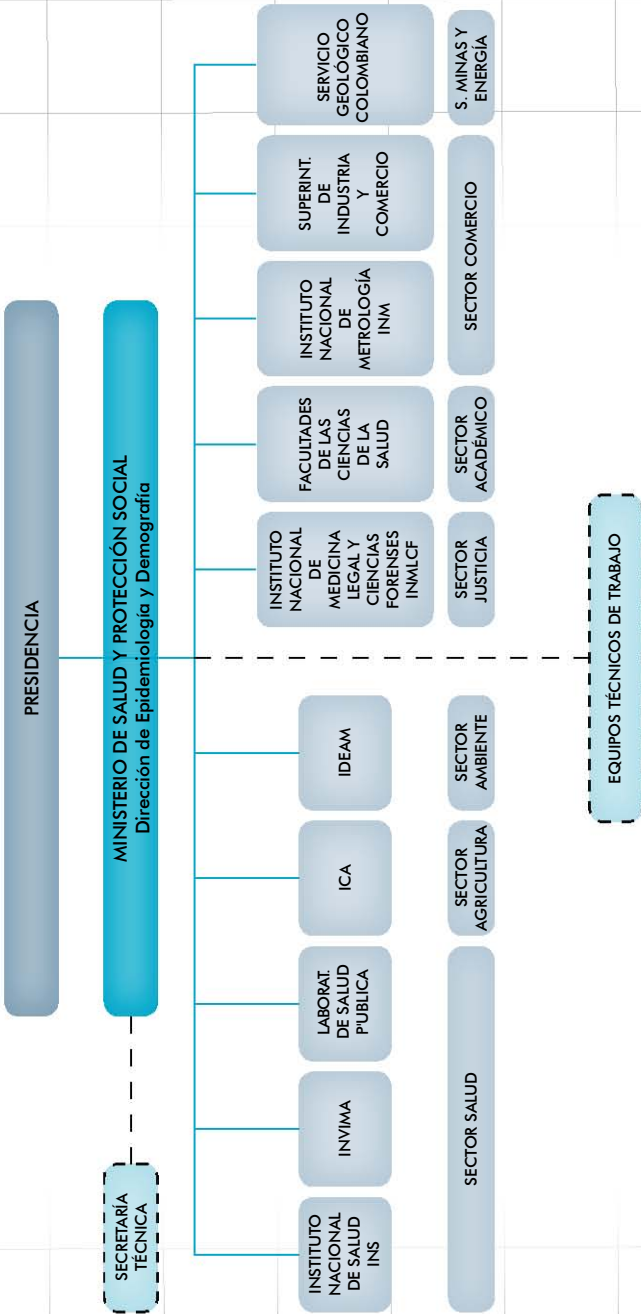 PRESIDENCIA
MINISTERIO DE SALUD Y PROTECCIÓN SOCIAL
Dirección de Epidemiología y Demografía
SECRETARÍA
TÉCNICA
INSTITUTO
NACIONAL
DE SALUD
INS
INVIMA
LABORAT.
DE SALUD
P'UBLICA
ICA
IDEAM
INSTITUTO
NACIONAL
DE
MEDICINA
LEGAL Y
CIENCIAS
FORENSES
INMLCF
FACULTADES
DE LAS
CIENCIAS
DE LA
SALUD
INSTITUTO
NACIONAL
DE
METROLOGÍA
INM
SUPERINT.
DE
INDUSTRIA
Y
COMERCIO
SERVICIO
GEOLÓGICO
COLOMBIANO
SECTOR SALUD
SECTOR
AGRICULTURA
SECTOR
AMBIENTE
SECTOR
JUSTICIA
SECTOR
ACADÉMICO
SECTOR COMERCIO
S. MINAS Y
ENERGÍA
EQUIPOS TÉCNICOS DE TRABAJO